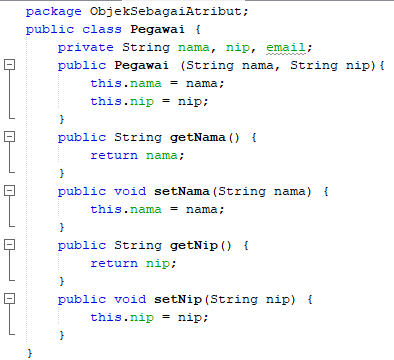 package ObjekSebagaiAtribut;
public class Pegawai {
    private String nama, nip, email;
    public Pegawai (String nama, String nip){
        this.nama = nama;
        this.nip = nip;
    }
    public String getNama() {
        return nama;
    }
    public void setNama(String nama) {
        this.nama = nama;
    }
    public String getNip() {
        return nip;
    }
    public void setNip(String nip) {
        this.nip = nip;
    }
}